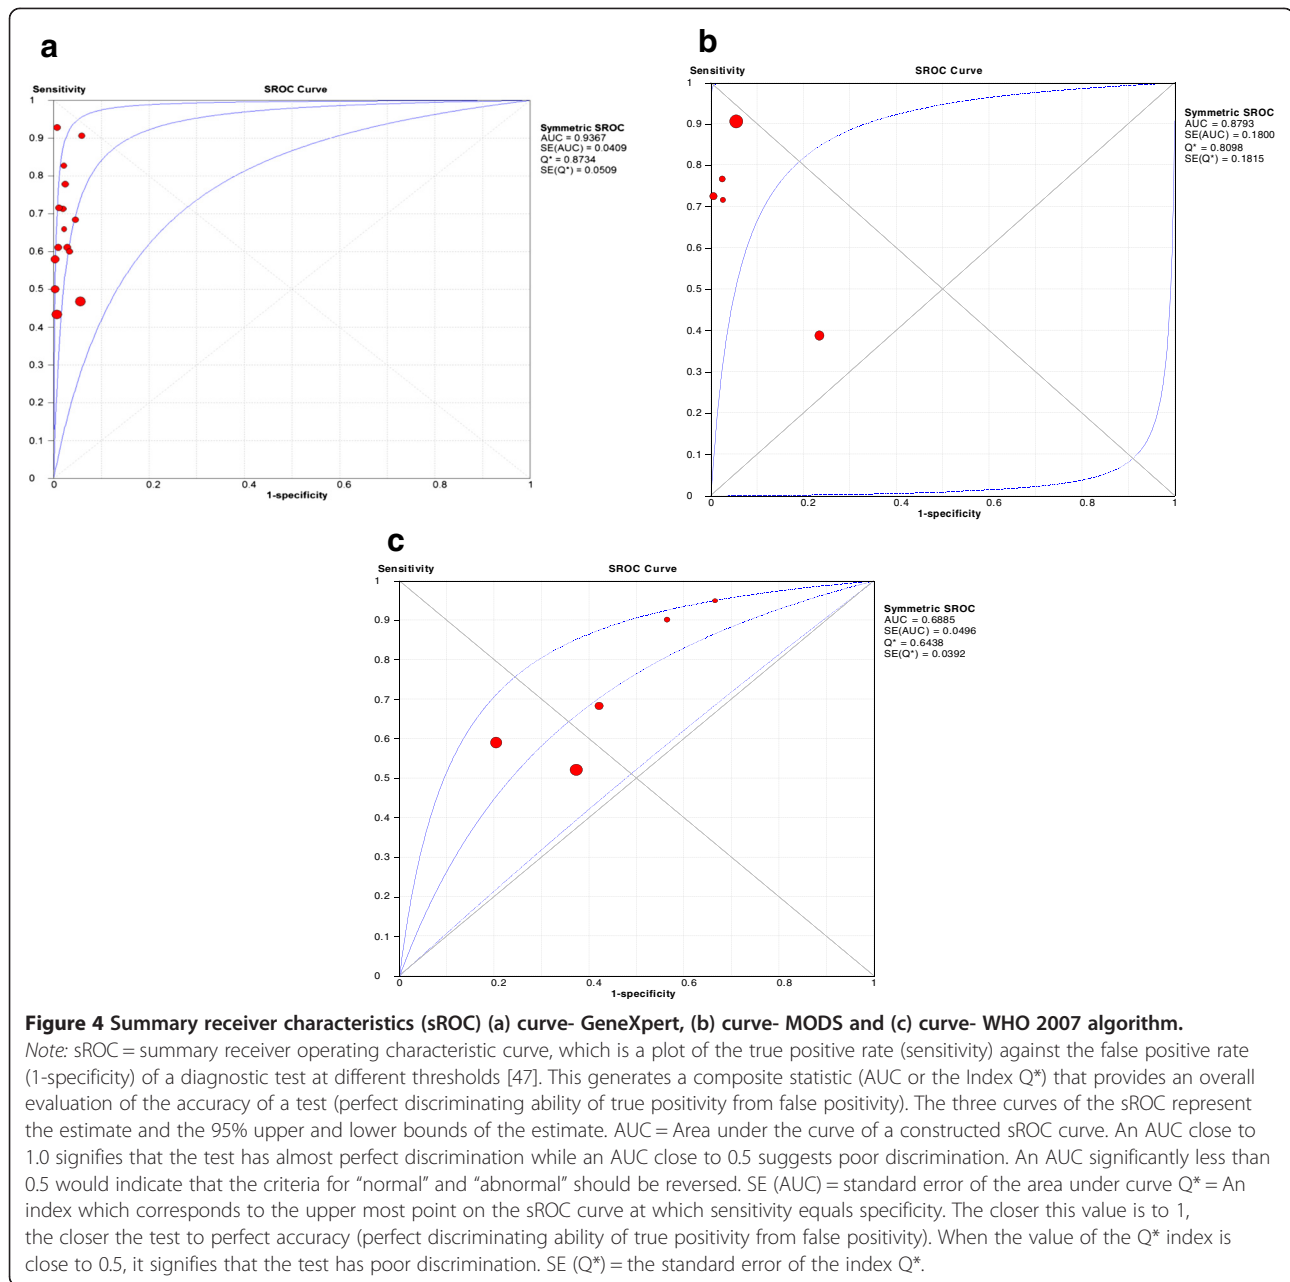 a
Sensitivity
SROC Curve
1
0.9
0.8
0.7
0.6
0.5
0.4
0.3
0.2
0.1
0
0 0.2 0.4 0.6 0.8 1
1-specificity
Symmetric SROC
AUC = 0.9367
SE(AUC) = 0.0409
Q* = 0.8734
SE(Q*) = 0.0509
b
Sensitivity
SROC Curve
1
0.9
0.8
0.7
0.6
0.5
0.4
0.3
0.2
0.1
0
0 0.2 0.4 0.6 0.8 1
1-specificity
Symmetric SROC
AUC = 0.8793
SE(AUC) = 0.1800
Q* = 0.8098
SE(Q*) = 0.1815
c
Sensitivity
SROC Curve
1
0.9
0.8
0.7
0.6
0.5
0.4
0.3
0.2
0.1
0
0 0.2 0.4 0.6 0.8 1
1-specificity
Symmetric SROC
AUC = 0.6885
SE(AUC) = 0.0496
Q* = 0.6438
SE(Q*) = 0.0392
Figure 4 Summary receiver characteristics (sROC) (a) curve- GeneXpert, (b) curve- MODS and (c) curve- WHO 2007 algorithm.
Note: sROC = summary receiver operating characteristic curve, which is a plot of the true positive rate (sensitivity) against the false positive rate
(1-specificity) of a diagnostic test at different thresholds [47]. This generates a composite statistic (AUC or the Index Q*) that provides an overall
evaluation of the accuracy of a test (perfect discriminating ability of true positivity from false positivity). The three curves of the sROC represent
the estimate and the 95% upper and lower bounds of the estimate. AUC = Area under the curve of a constructed sROC curve. An AUC close to
1.0 signifies that the test has almost perfect discrimination while an AUC close to 0.5 suggests poor discrimination. An AUC significantly less than
0.5 would indicate that the criteria for “normal” and “abnormal” should be reversed. SE (AUC) = standard error of the area under curve Q* = An
index which corresponds to the upper most point on the sROC curve at which sensitivity equals specificity. The closer this value is to 1,
the closer the test to perfect accuracy (perfect discriminating ability of true positivity from false positivity). When the value of the Q* index is
close to 0.5, it signifies that the test has poor discrimination. SE (Q*) = the standard error of the index Q*.